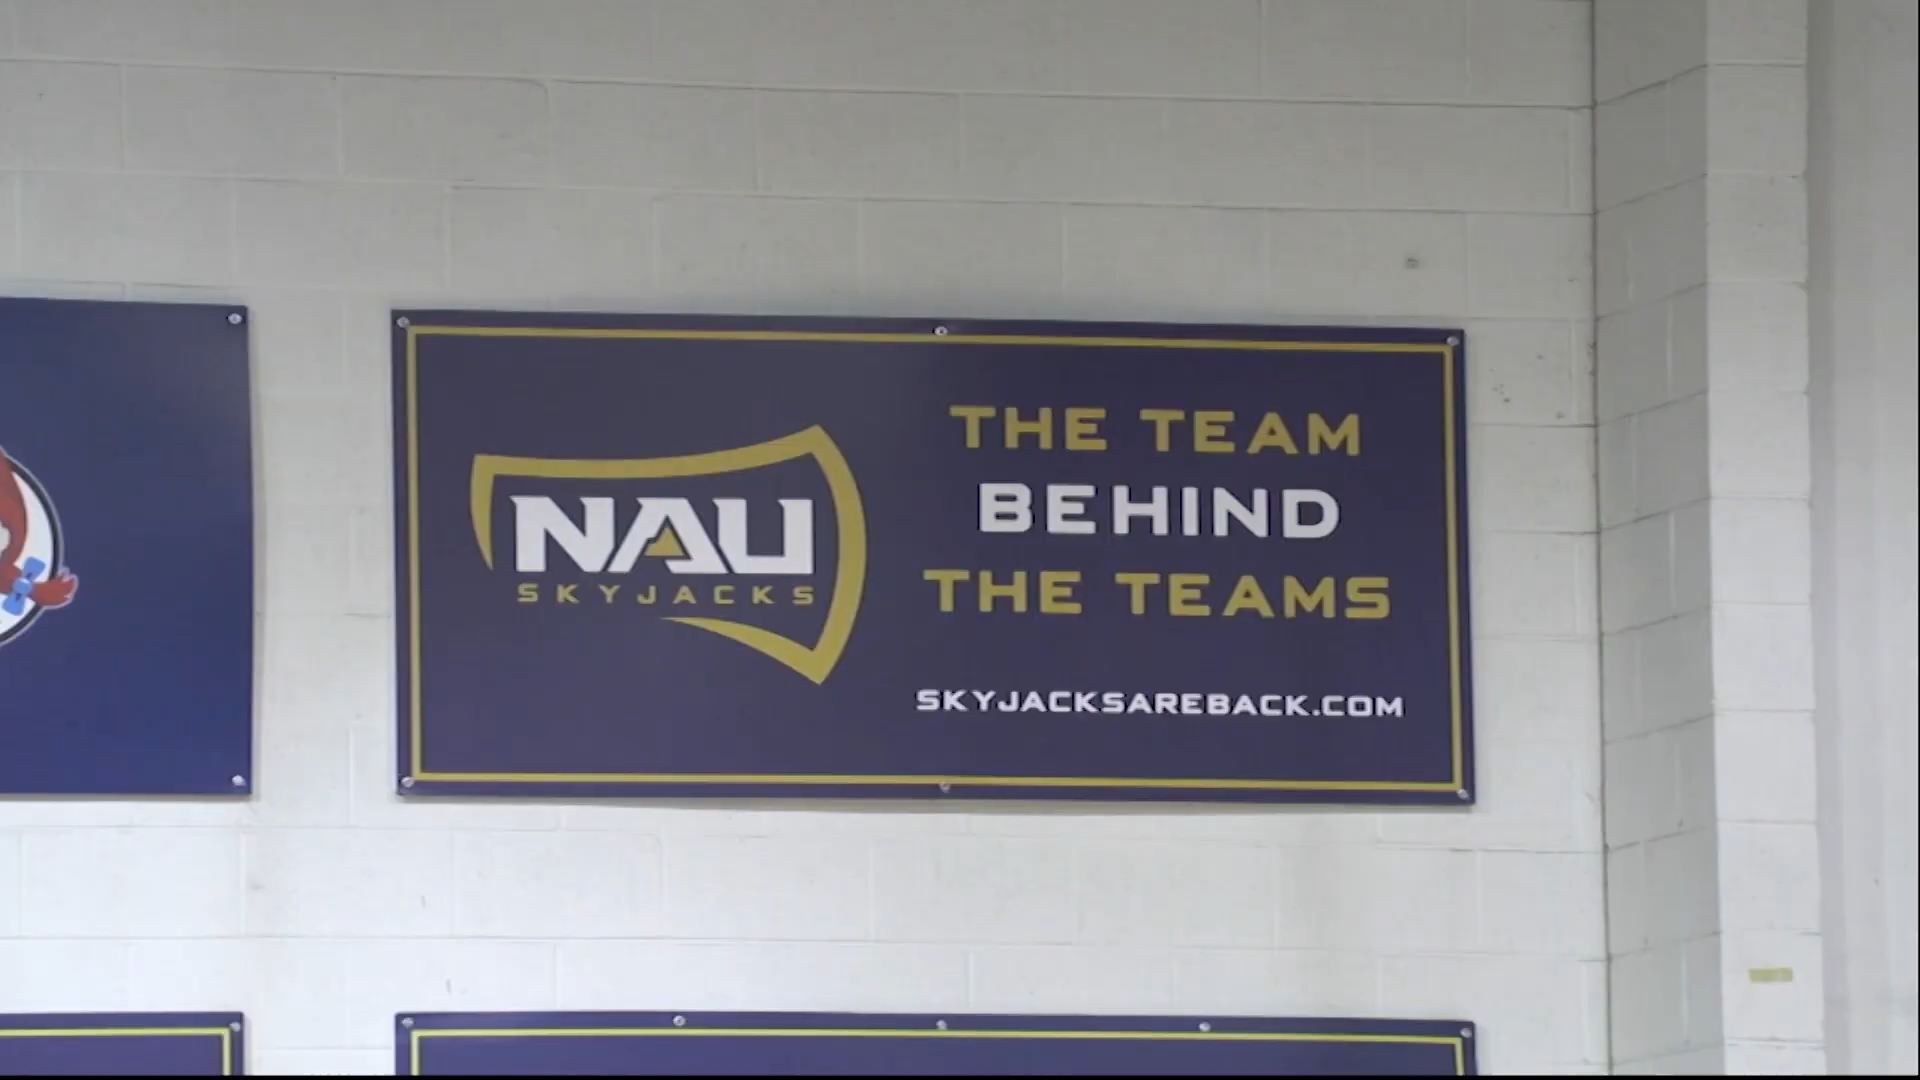 NAU
SKYJACKS
THE TEAM
BEHIND
THE TEAMS
SKYJACKSAREBACK.COM